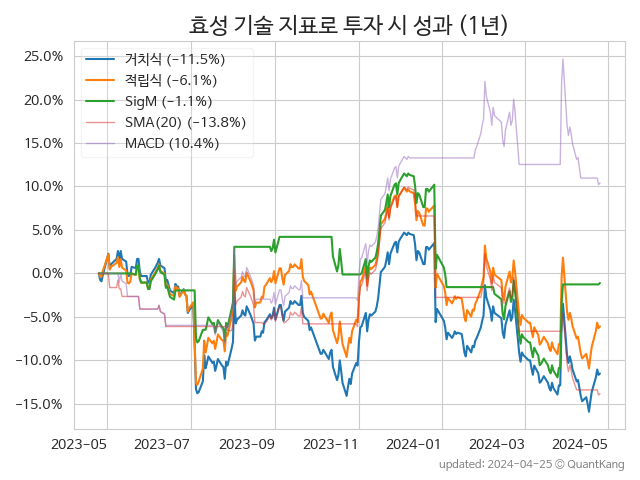 효성 기술 지표로 투자 시 성과 (1년)
25.0%
20.0%
15.0%
10.0%
5.0%
0.0%
−5.0%
−10.0%
−15.0%
거치식 (−11.5%)
적립식 (−6.1%)
SigM (−1.1%)
SMA(20) (−13.8%)
MACD (10.4%)
2023-05 2023-07 2023-09 2023-11 2024-01 2024-03 2024-05
updated: 2024-04-25 ⓒ QuantKang